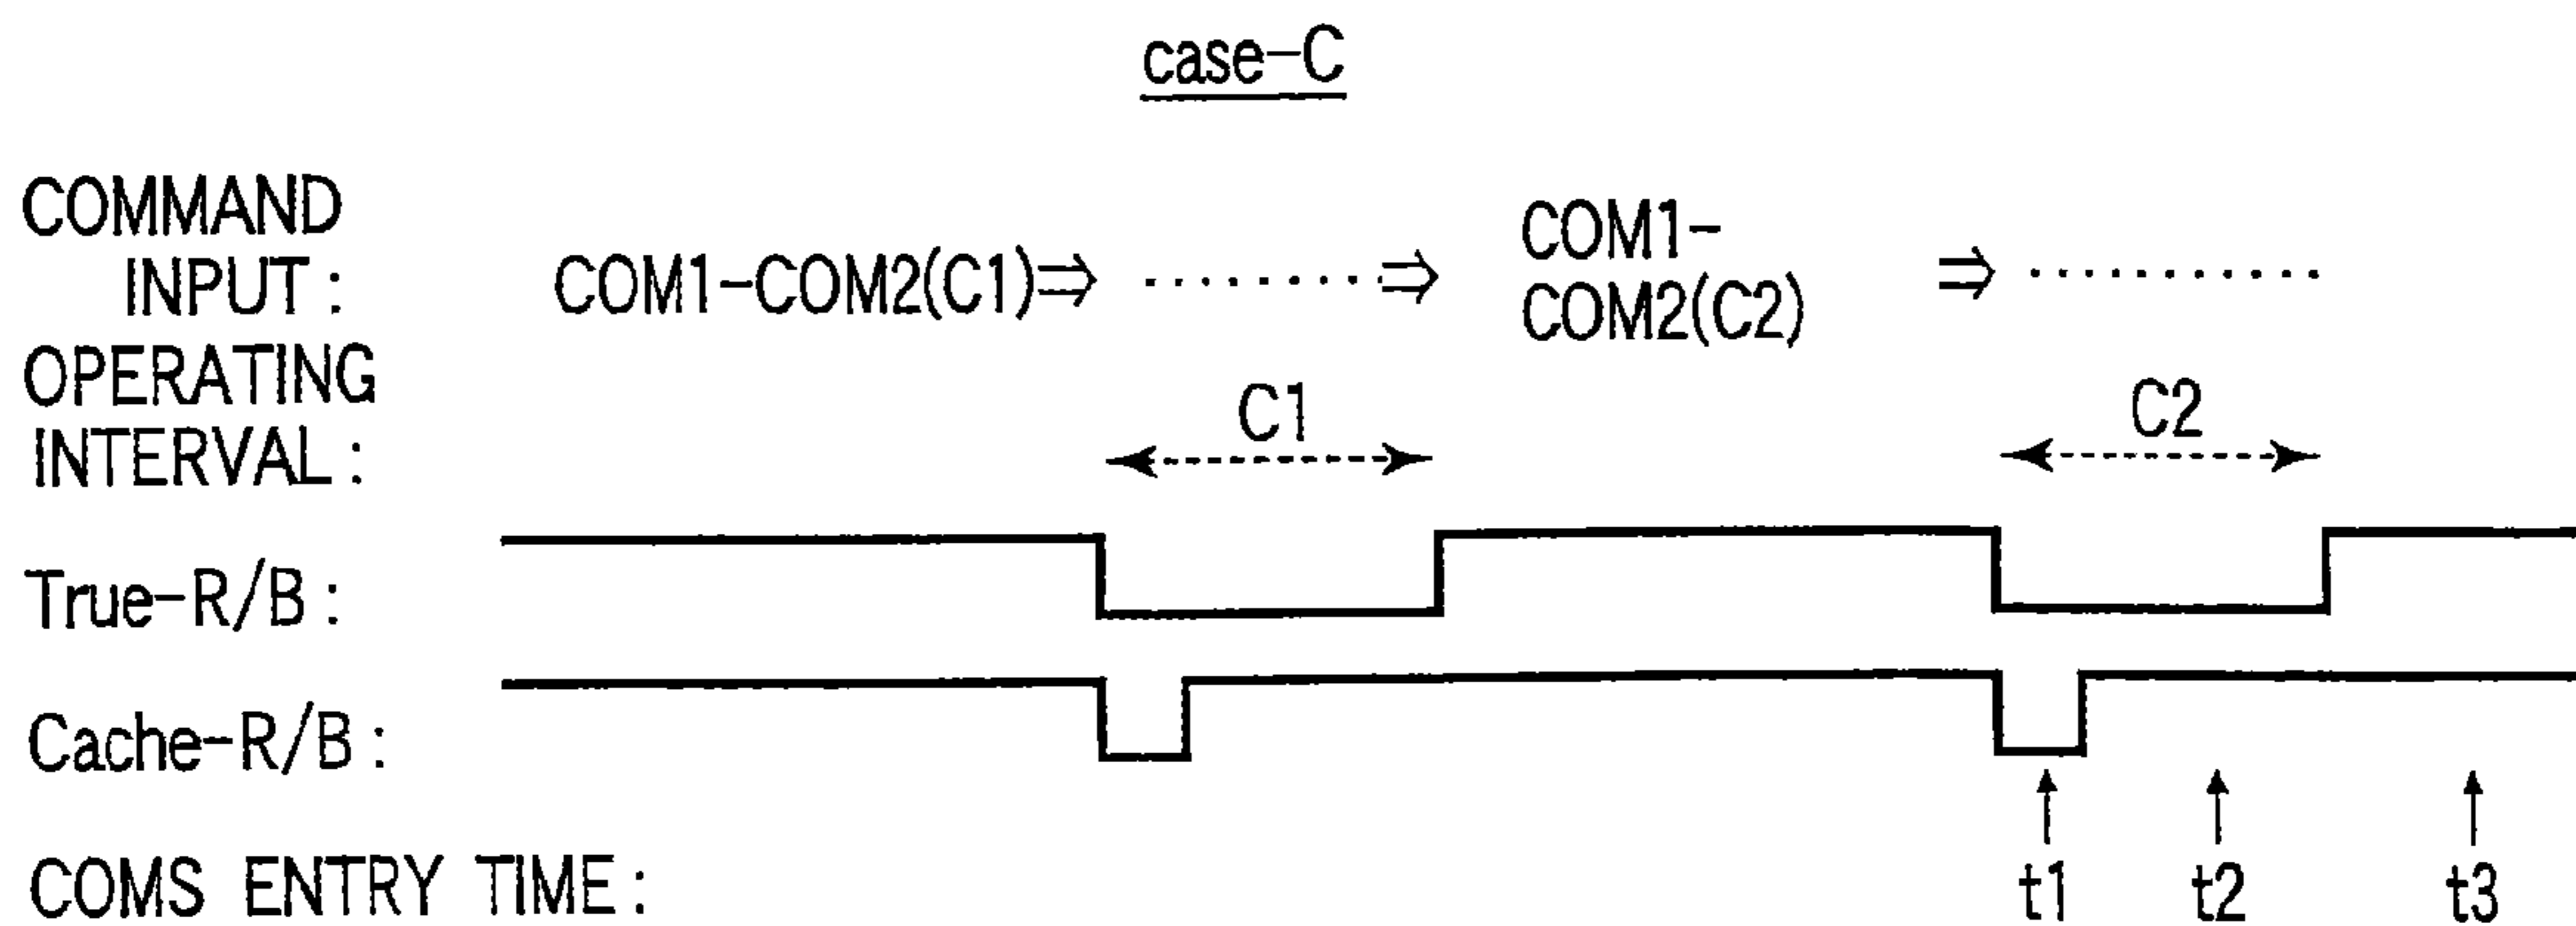 case-C
COMMAND
INPUT :
COM1-COM2(C1)⇒ ········⇒ COM1-
COM2(C2) ⇒ ··········
OPERATING
INTERVAL :
C1 C2
True-R/B :
Cache-R/B :
COMS ENTRY TIME :
t1 t2 t3